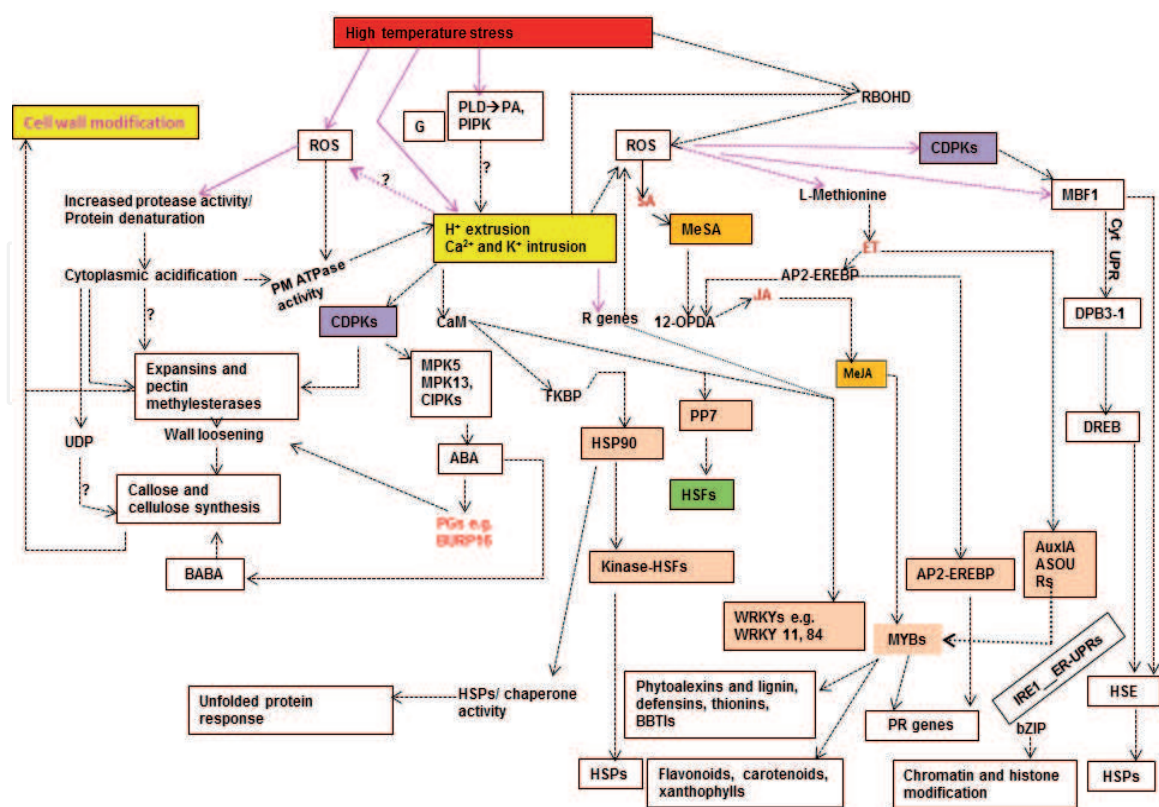 High temperature stress
RBOHD
PLD→PA,
PIPK
G
Cell wall modification
ROS
ROS
CDPKs
?
?
Increased protease activity/
Protein denaturation
L-Methionine
MBF1
SA
MeSA
H⁺ extrusion
Ca²⁺ and K⁺ intrusion
Cyt UPR
ET
Cytoplasmic acidification
PM ATPase
activity
AP2-EREBP
JA
?
CDPKs
CaM
R genes
12-OPDA
DPB3-1
Expansins and
pectin
methylesterases
MPK5
MPK13,
CIPKs
MeJA
FKBP
PP7
UDP
Wall loosening
HSP90
DREB
ABA
?
Callose and
cellulose synthesis
HSFs
PGs e.g.
BURP16
BABA
Kinase-HSFs
AP2-EREBP
AuxIA
ASOU
Rs
WRKYs e.g.
WRKY 11, 84
MYBs
IRE1__ER-UPRs
Unfolded protein
response
HSPs/ chaperone
activity
Phytoalexins and lignin,
defensins, thionins,
BBTIs
PR genes
HSE
bZIP
HSPs
Flavonoids, carotenoids,
xanthophylls
Chromatin and histone
modification
HSPs